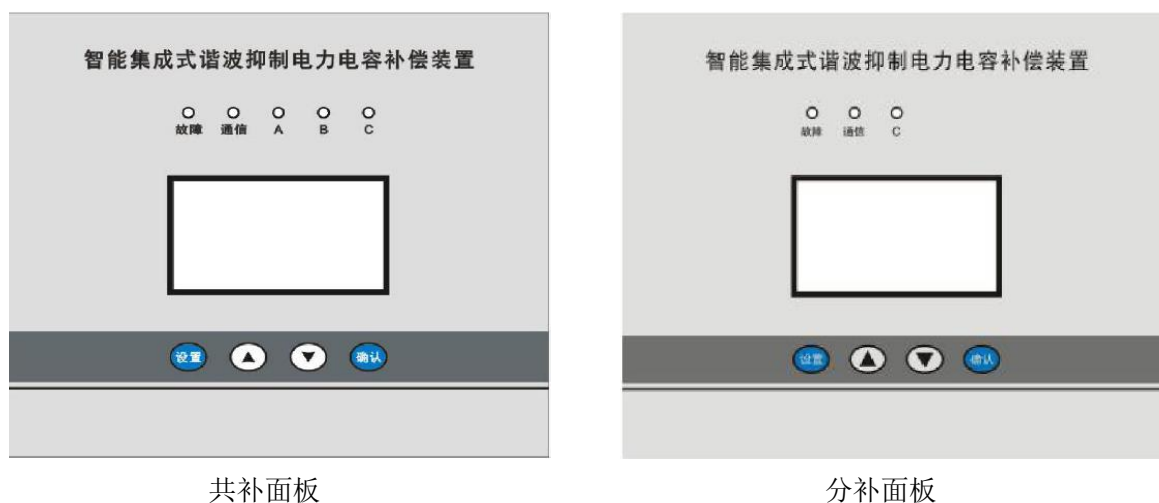 智能集成式谐波抑制电力电容补偿装置
故障 通信 A B C
设置 确认
共补面板
智能集成式谐波抑制电力电容补偿装置
故障 通信 C
设置 确认
分补面板